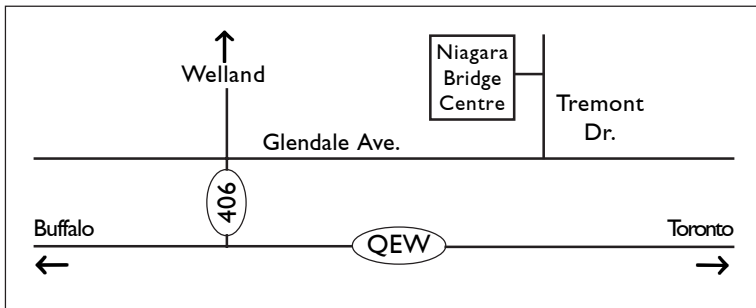 Niagara
Bridge
Centre
Welland
Tremont
Dr.
Glendale Ave.
406
Buffalo
QEW
Toronto